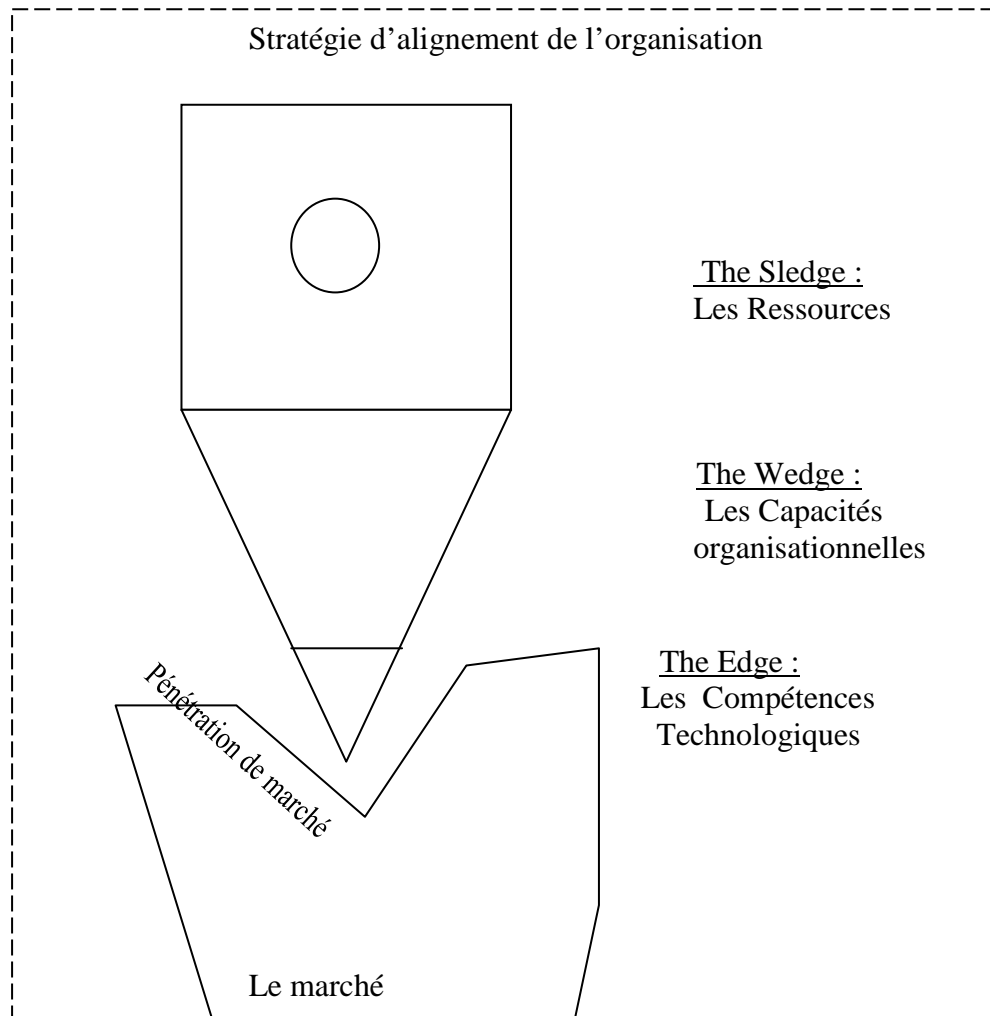 Stratégie d’alignement de l’organisation
The Sledge :
Les Ressources
The Wedge :
Les Capacités
organisationnelles
The Edge :
Les Compétences
Technologiques
Pénétration de marché
Le marché